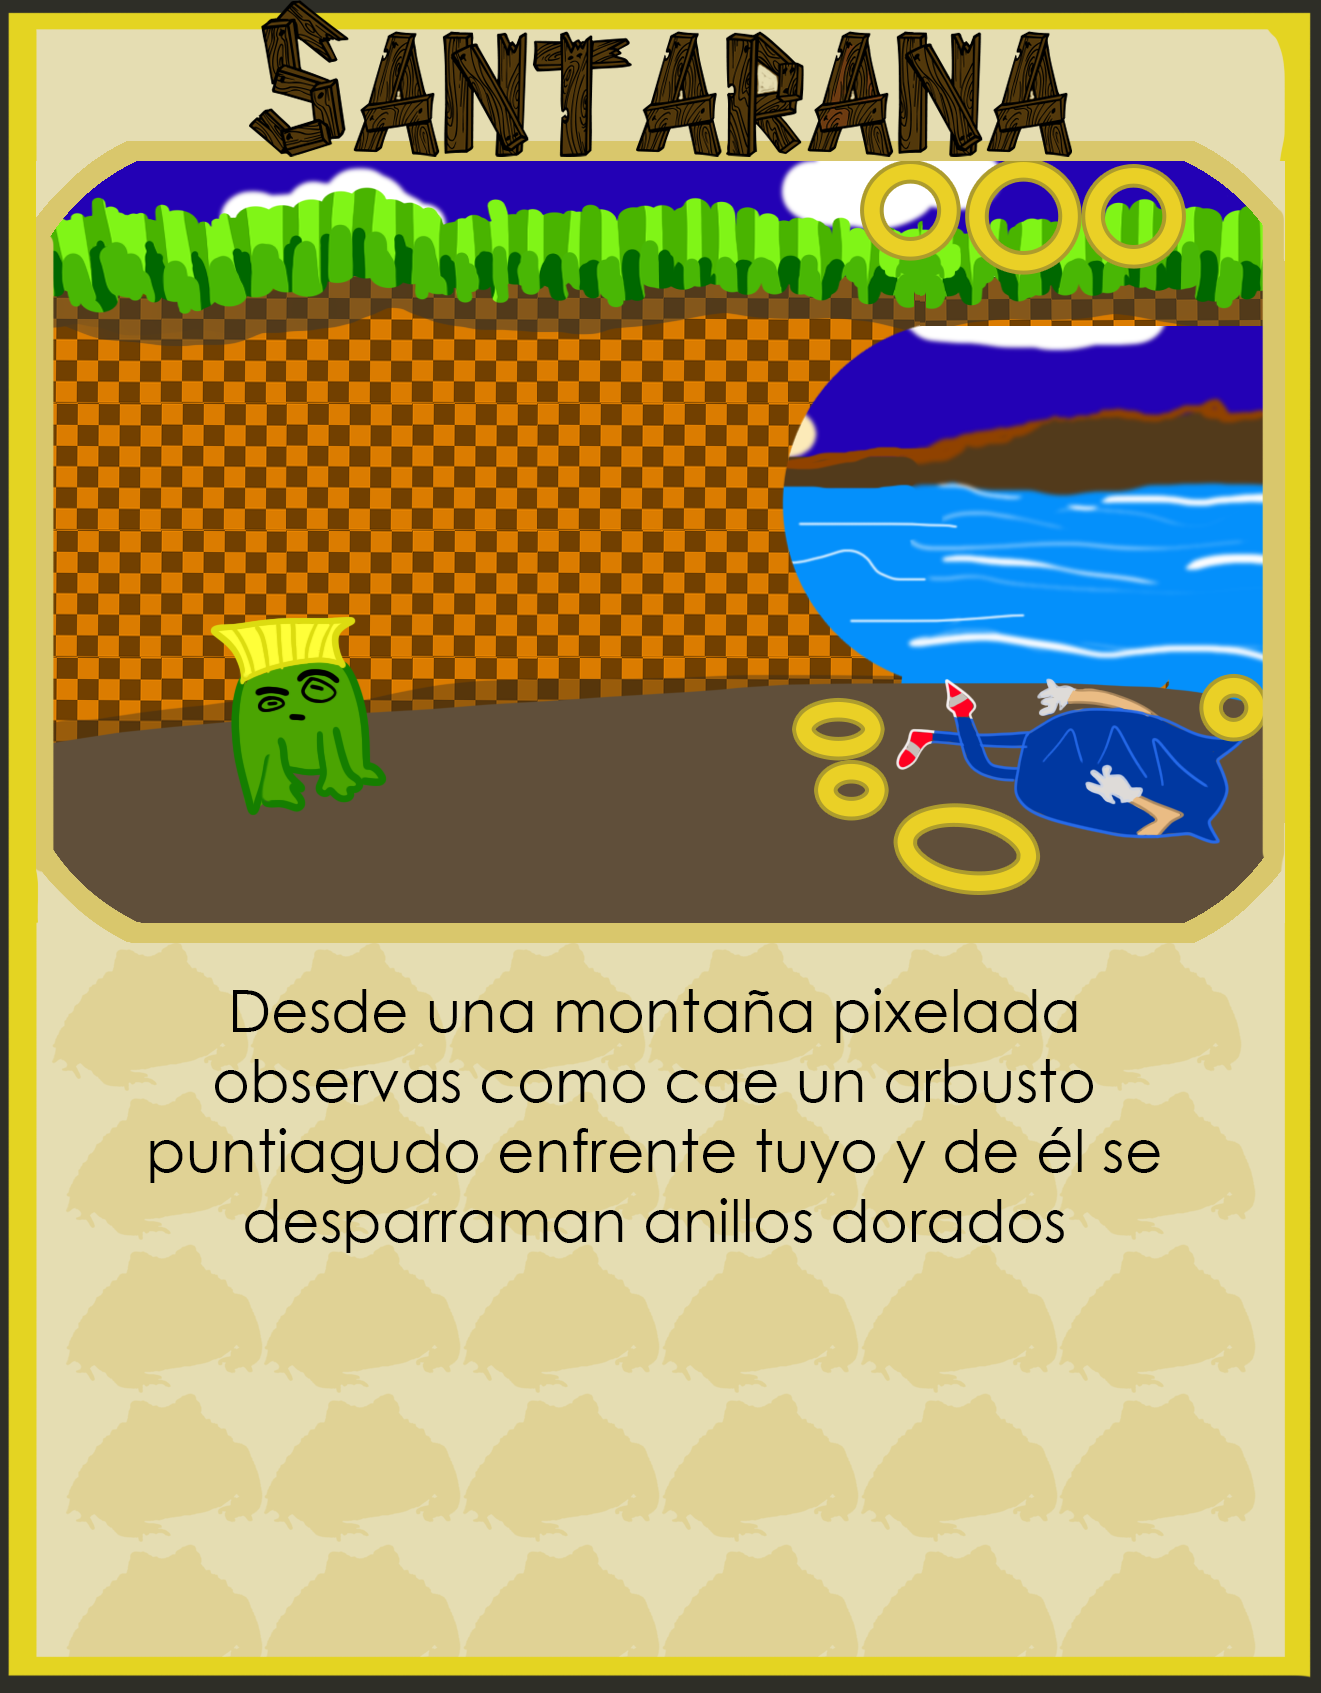 SANTARANA
Desde una montaña pixelada
observas como cae un arbusto
puntiagudo enfrente tuyo y de él se
desparraman anillos dorados